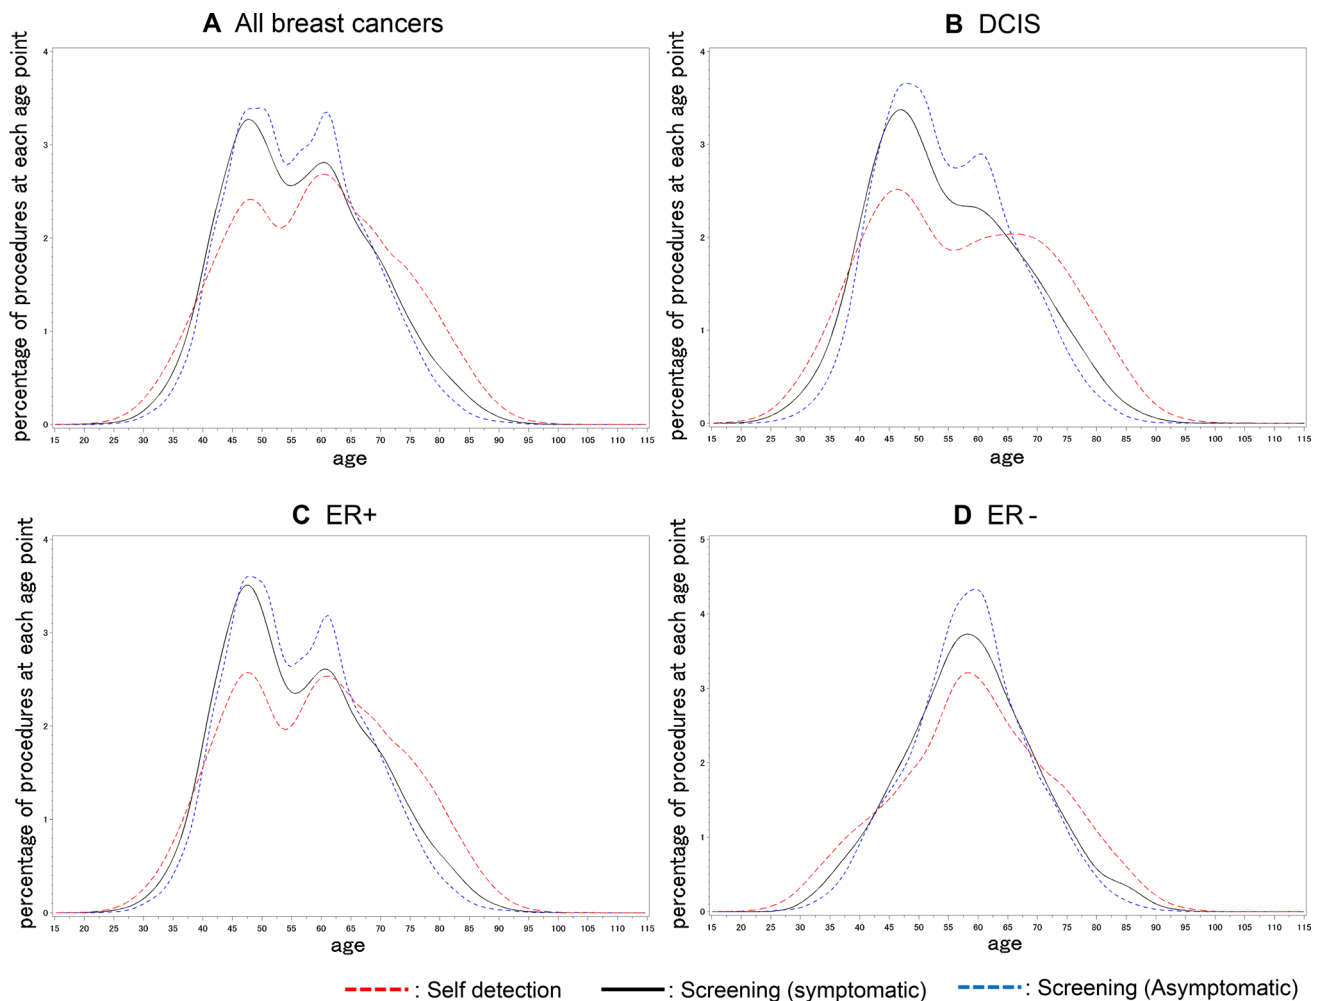 A All breast cancers
percentage of procedures at each age point
4
3
2
1
0
15 20 25 30 35 40 45 50 55 60 65 70 75 80 85 90 95 100 105 110 115
age
B DCIS
percentage of procedures at each age point
4
3
2
1
0
15 20 25 30 35 40 45 50 55 60 65 70 75 80 85 90 95 100 105 110 115
age
C ER+
percentage of procedures at each age point
4
3
2
1
0
15 20 25 30 35 40 45 50 55 60 65 70 75 80 85 90 95 100 105 110 115
age
D ER-
percentage of procedures at each age point
5
4
3
2
1
0
15 20 25 30 35 40 45 50 55 60 65 70 75 80 85 90 95 100 105 110 115
age
: Self detection : Screening (symptomatic) : Screening (Asymptomatic)